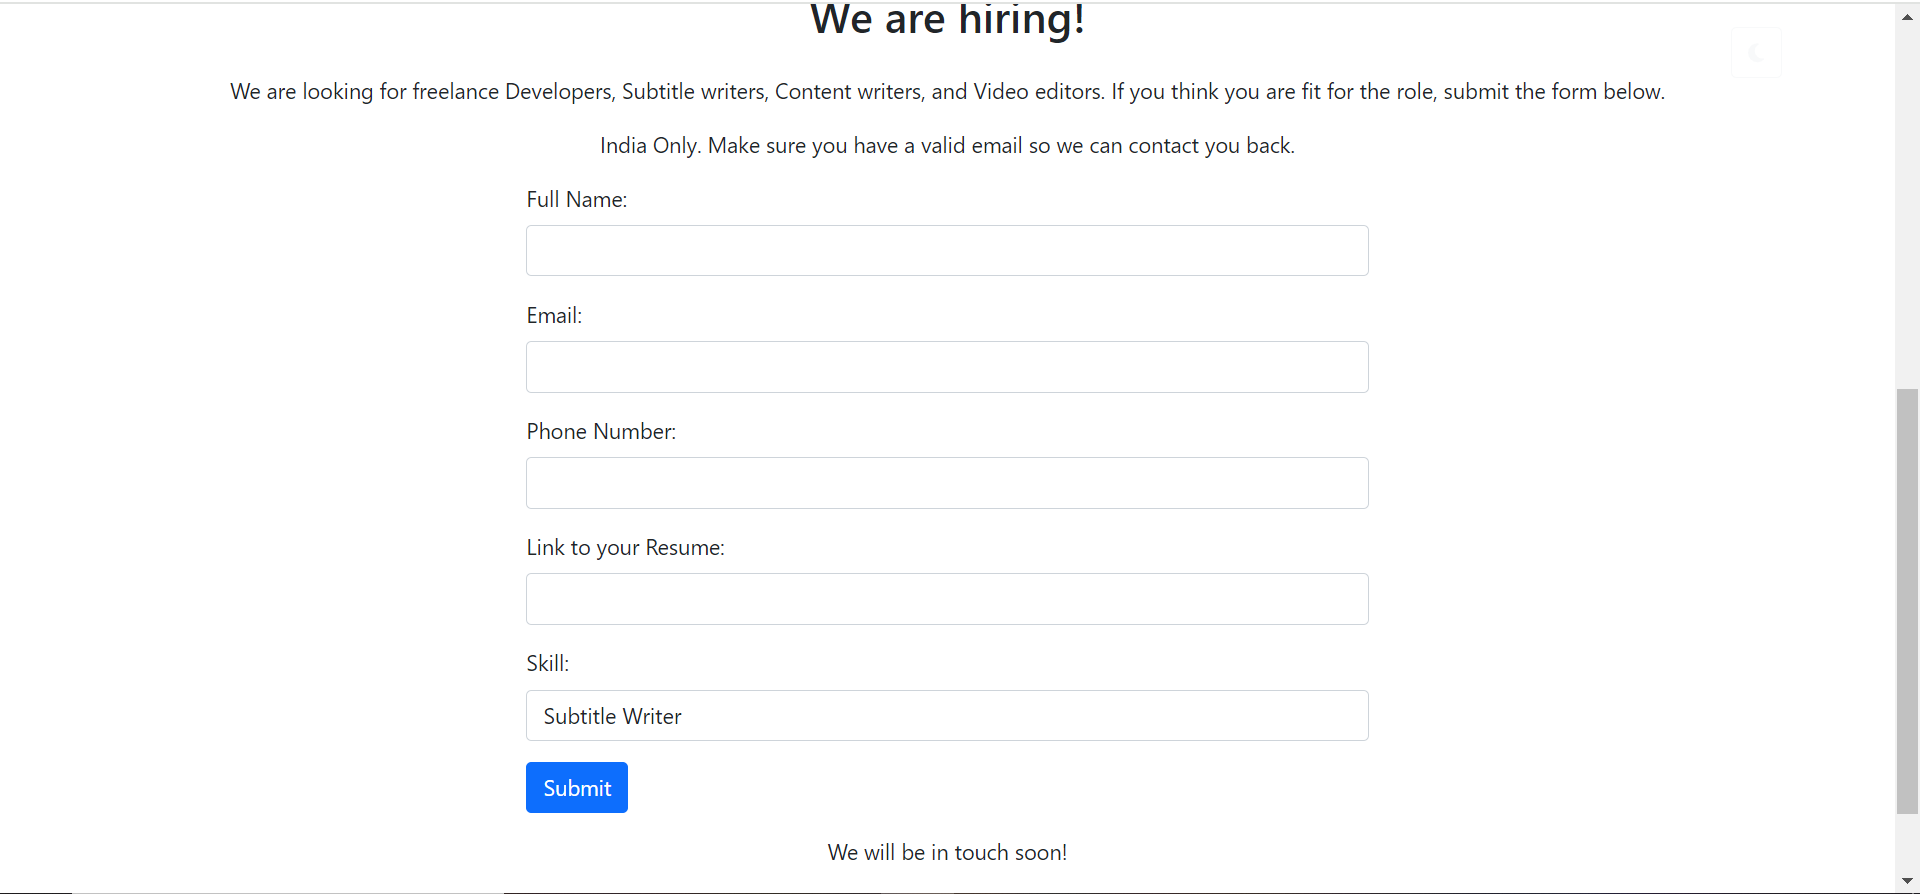 We are hiring!
We are looking for freelance Developers, Subtitle writers, Content writers, and Video editors. If you think you are fit for the role, submit the form below.
India Only. Make sure you have a valid email so we can contact you back.
Full Name:
Email:
Phone Number:
Link to your Resume:
Skill:
Subtitle Writer
Submit
We will be in touch soon!